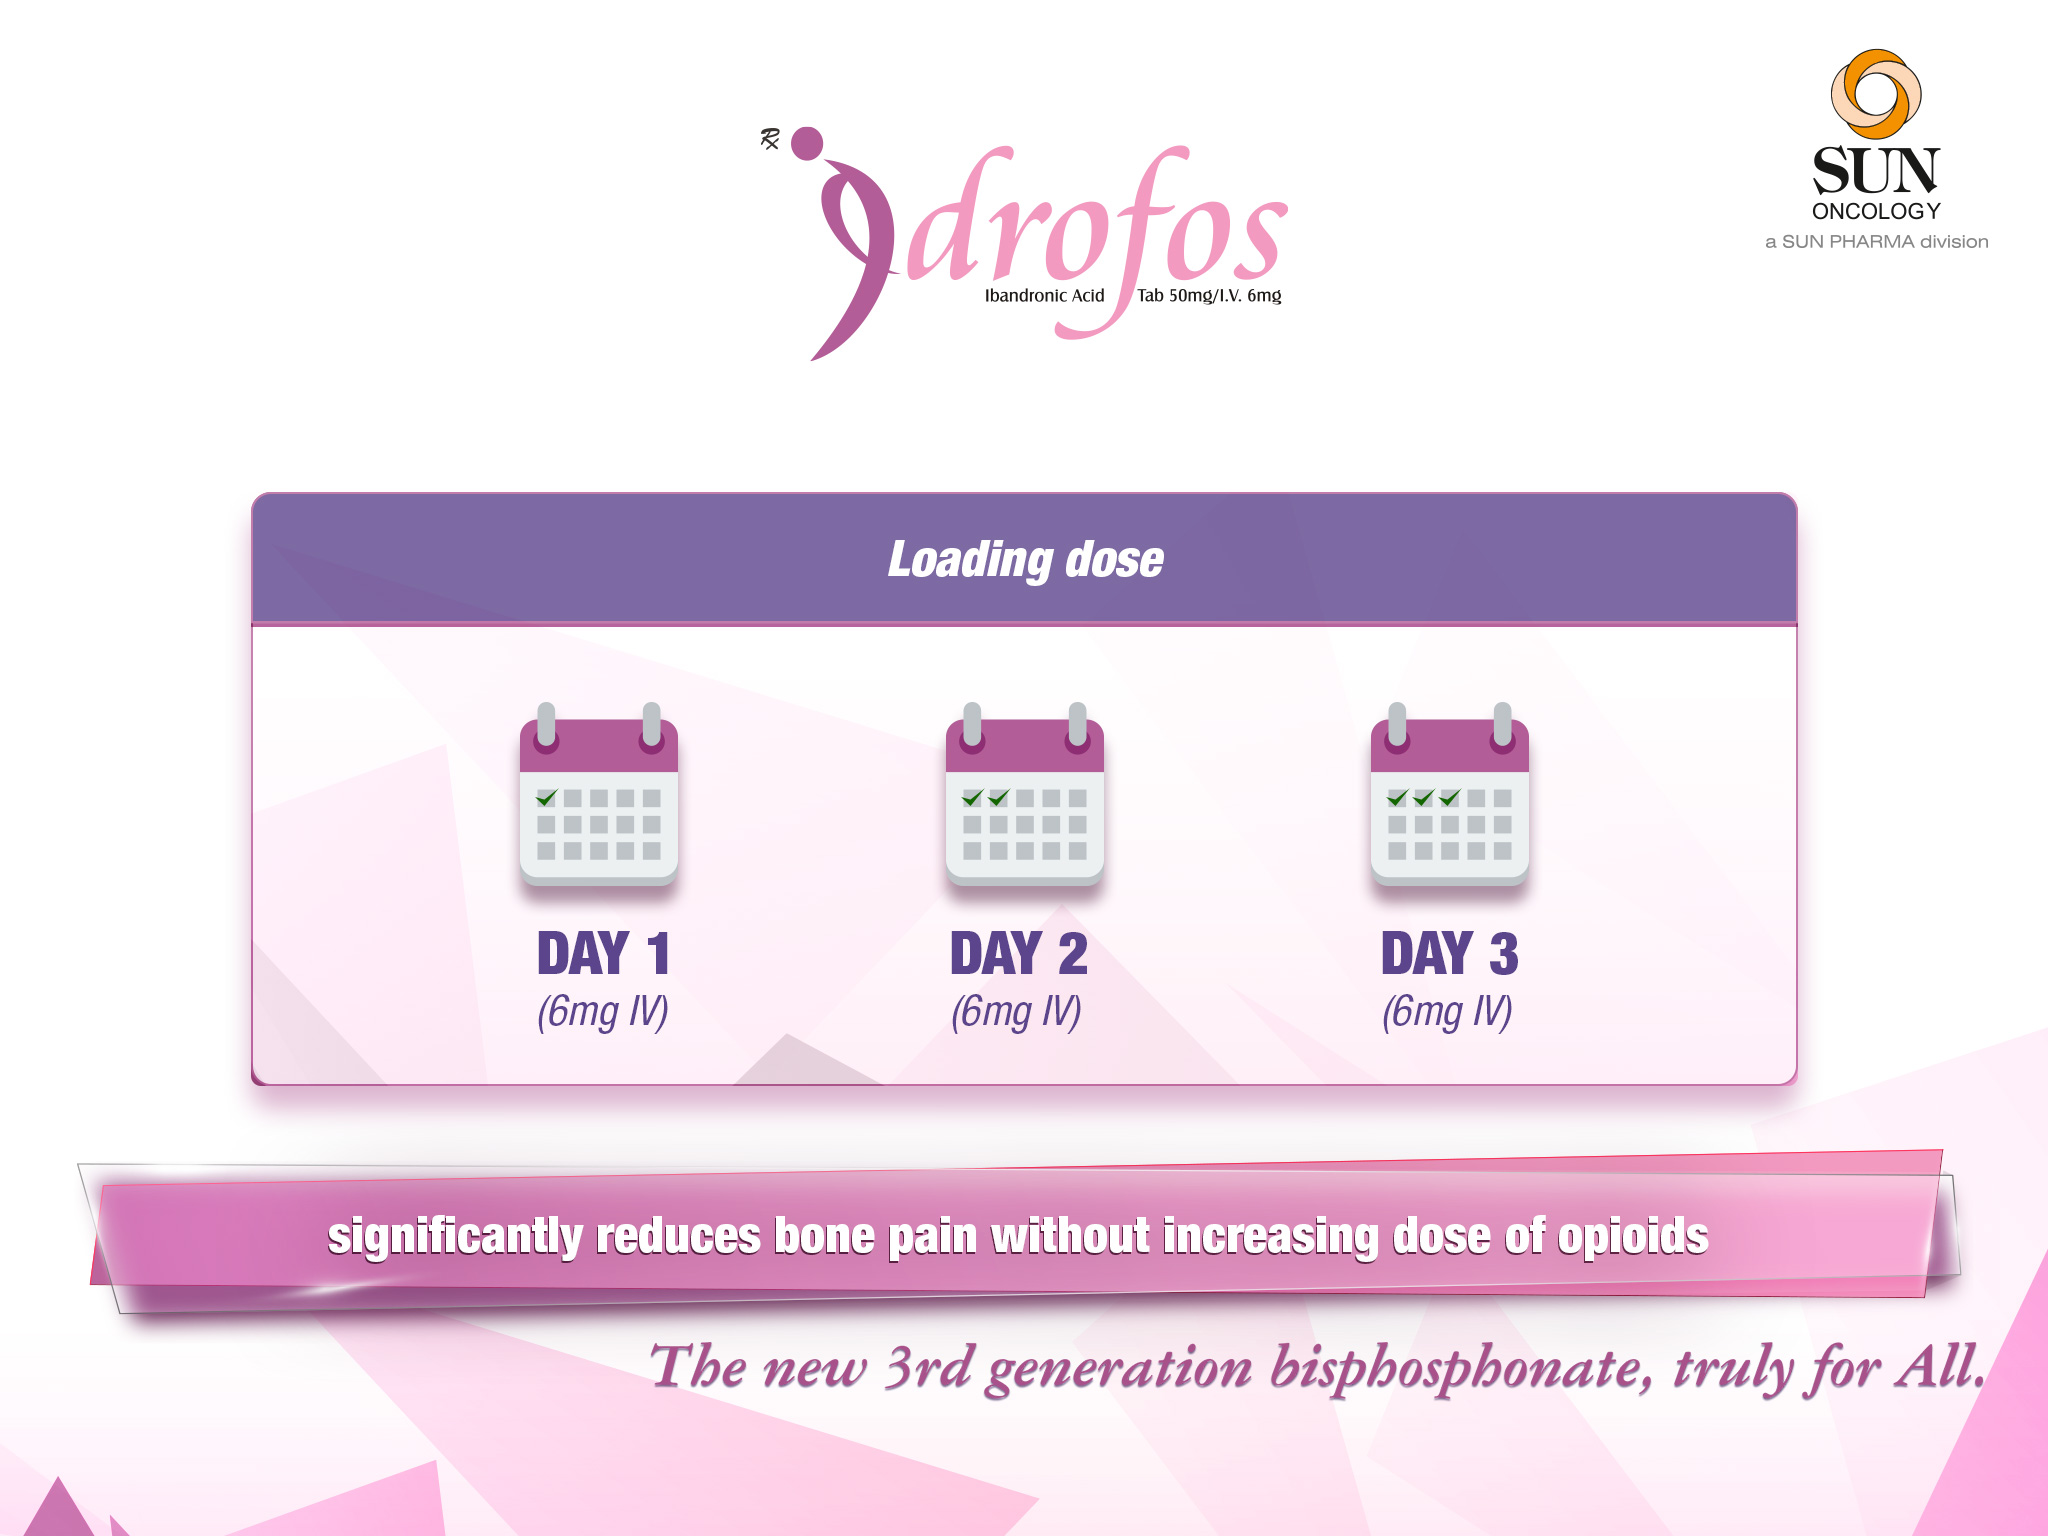 ℞ idrofos
Ibandronic Acid Tab 50mg/I.V. 6mg
SUN
ONCOLOGY
a SUN PHARMA division
Loading dose
DAY 1 DAY 2 DAY 3
(6mg IV) (6mg IV) (6mg IV)
significantly reduces bone pain without increasing dose of opioids
The new 3rd generation bisphosphonate, truly for All.